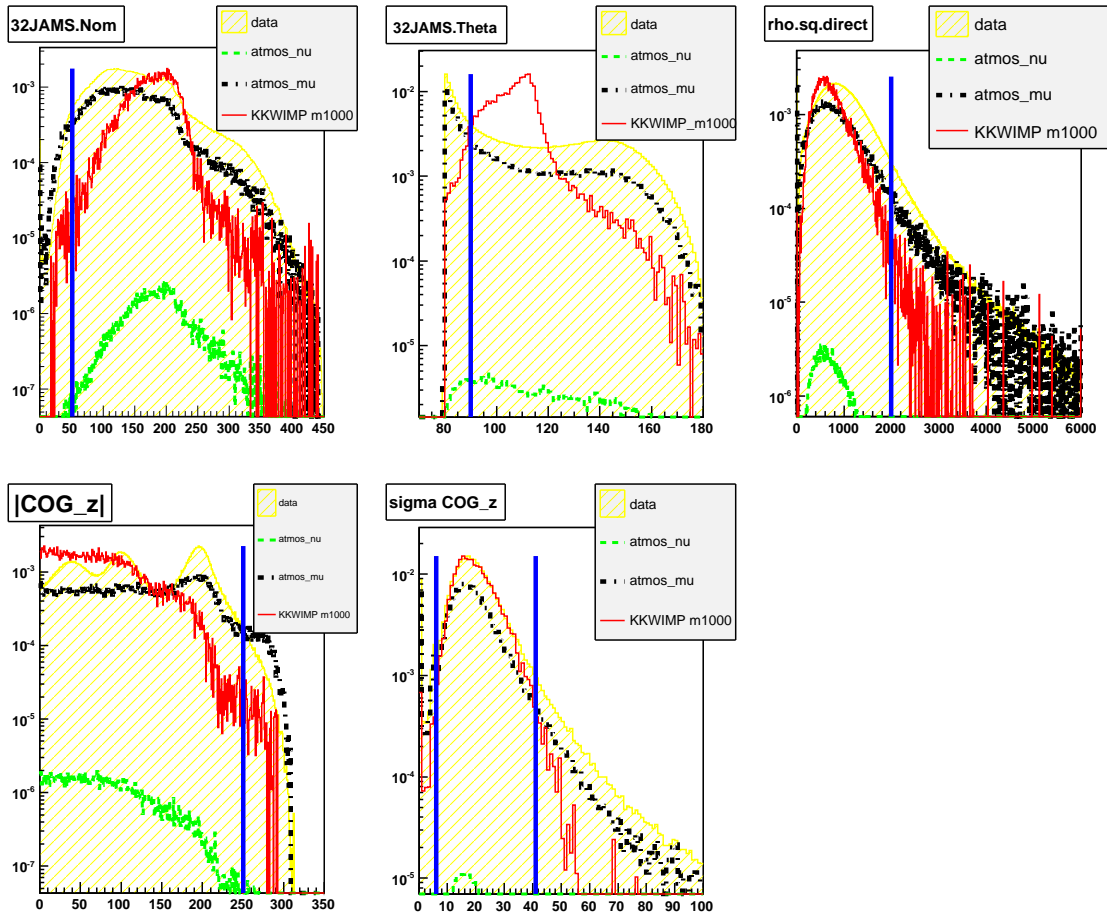 32JAMS.Nom
data
atmos_nu
atmos_mu
KKWIMP m1000
10⁻³
10⁻⁴
10⁻⁵
10⁻⁶
10⁻⁷
0 50 100 150 200 250 300 350 400 450
32JAMS.Theta
data
atmos_nu
atmos_mu
KKWIMP_m1000
10⁻²
10⁻³
10⁻⁴
10⁻⁵
80 100 120 140 160 180
rho.sq.direct
data
atmos_nu
atmos_mu
KKWIMP m1000
10⁻³
10⁻⁴
10⁻⁵
10⁻⁶
0 1000 2000 3000 4000 5000 6000
|COG_z|
data
atmos_nu
atmos_mu
KKWIMP m1000
10⁻³
10⁻⁴
10⁻⁵
10⁻⁶
10⁻⁷
0 50 100 150 200 250 300 350
sigma COG_z
data
atmos_nu
atmos_mu
KKWIMP m1000
10⁻²
10⁻³
10⁻⁴
10⁻⁵
0 10 20 30 40 50 60 70 80 90 100